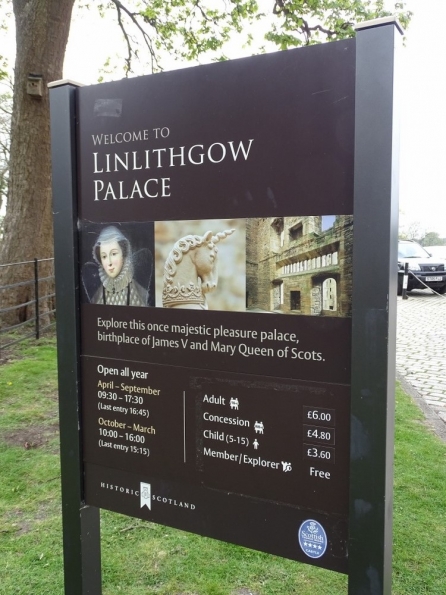 WELCOME TO
LINLITHGOW
PALACE
Explore this once majestic pleasure palace,
birthplace of James V and Mary Queen of Scots.
Open all year
April – September
09:30 – 17:30
(Last entry 16:45)
October – March
10:00 – 16:00
(Last entry 15:15)
Adult £6.00
Concession £4.80
Child (5-15) £3.60
Member/Explorer Free
HISTORIC SCOTLAND
Scottish
CASTLE